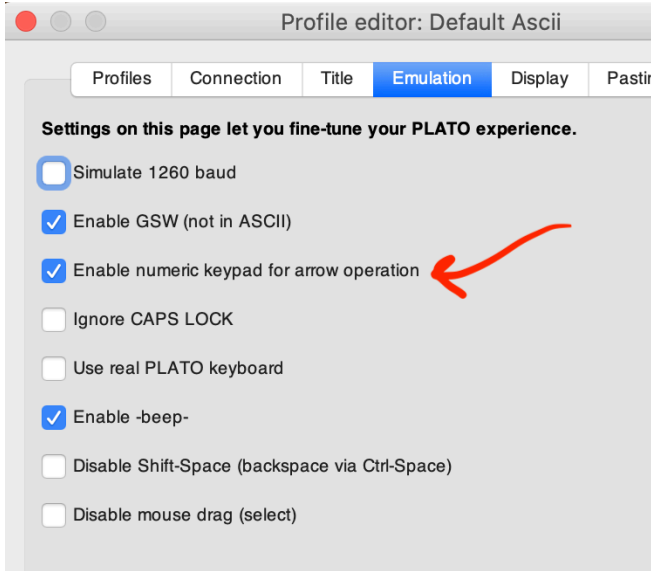 Profile editor: Default Ascii
Profiles Connection Title Emulation Display
Settings on this page let you fine-tune your PLATO experience.
Simulate 1260 baud
Enable GSW (not in ASCII)
Enable numeric keypad for arrow operation
Ignore CAPS LOCK
Use real PLATO keyboard
Enable -beep-
Disable Shift-Space (backspace via Ctrl-Space)
Disable mouse drag (select)